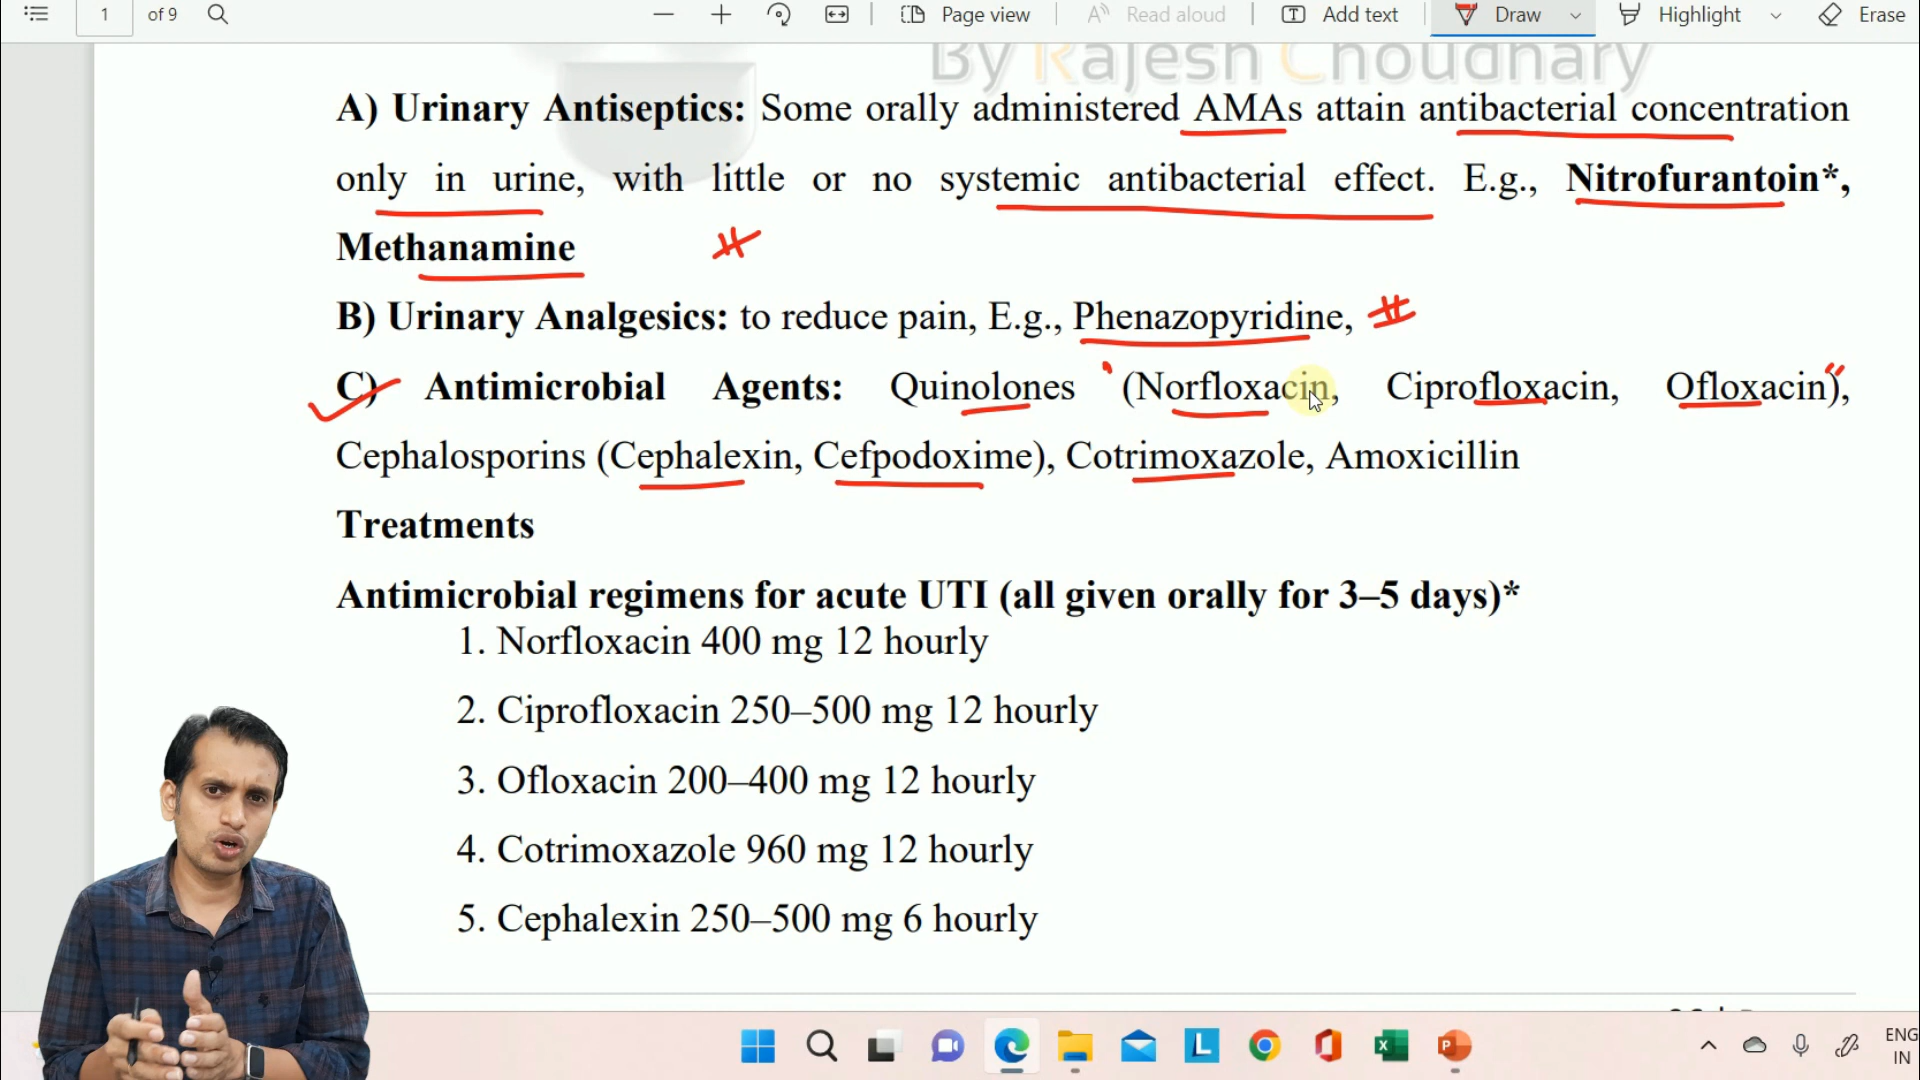 1 of 9 Page view Read aloud Add text Draw Highlight Erase
By Rajesh Choudhary
A) Urinary Antiseptics: Some orally administered AMAs attain antibacterial concentration
only in urine, with little or no systemic antibacterial effect. E.g., Nitrofurantoin*,
Methanamine
B) Urinary Analgesics: to reduce pain, E.g., Phenazopyridine,
C) Antimicrobial Agents: Quinolones (Norfloxacin, Ciprofloxacin, Ofloxacin),
Cephalosporins (Cephalexin, Cefpodoxime), Cotrimoxazole, Amoxicillin
Treatments
Antimicrobial regimens for acute UTI (all given orally for 3–5 days)*
1. Norfloxacin 400 mg 12 hourly
2. Ciprofloxacin 250–500 mg 12 hourly
3. Ofloxacin 200–400 mg 12 hourly
4. Cotrimoxazole 960 mg 12 hourly
5. Cephalexin 250–500 mg 6 hourly
ENG
IN